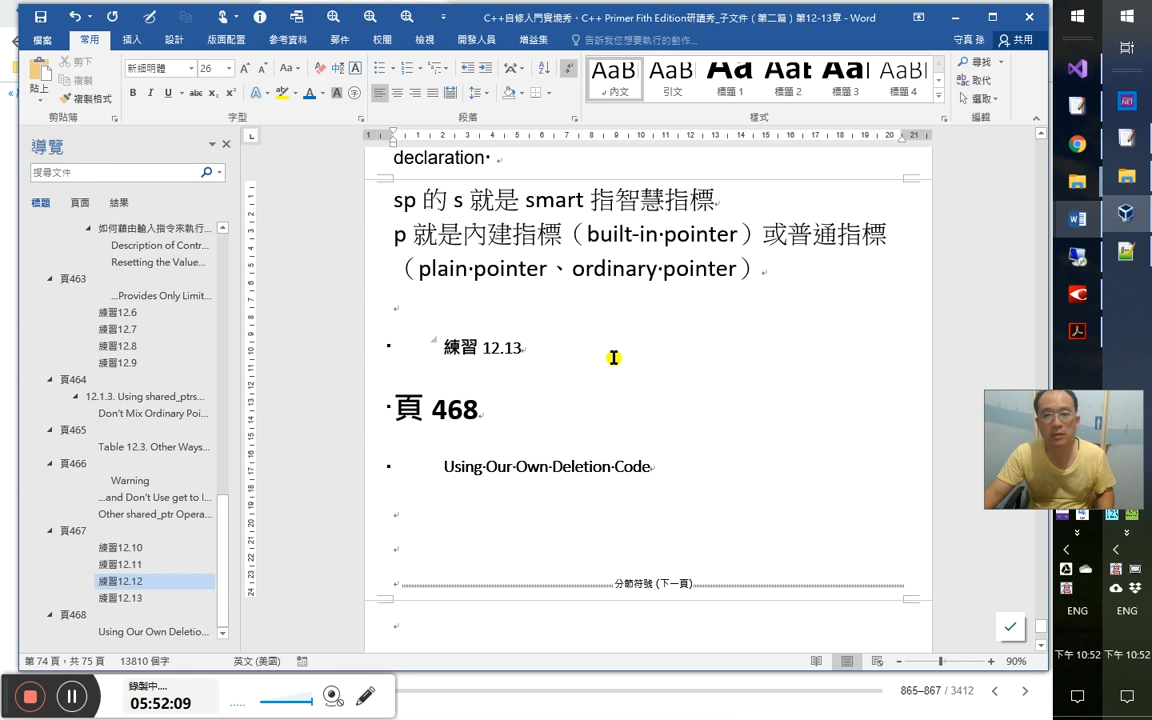 C++自修入門實境秀、C++ Primer Fith Edition研讀秀_子文件（第二篇）第12-13章 - Word
檔案 常用 插入 設計 版面配置 參考資料 郵件 校閱 檢視 開發人員 增益集 告訴我您想要執行的動作... 守真 孫 共用
貼上 剪下 複製 複製格式
新細明體 26
AaB AaB Aa Aat Aal AaBl
內文 引文 標題 1 標題 2 標題 3 標題 4
尋找 取代 選取
剪貼簿 字型 段落 樣式 編輯
導覽
搜尋文件
標題 頁面 結果
如何藉由輸入指令來執行...
Description of Contr...
Resetting the Value...
頁463
...Provides Only Limit...
練習12.6
練習12.7
練習12.8
練習12.9
頁464
12.1.3. Using shared_ptrs...
Don't Mix Ordinary Poi...
頁465
Table 12.3. Other Ways...
頁466
Warning
...and Don't Use get to I...
Other shared_ptr Opera...
頁467
練習12.10
練習12.11
練習12.12
練習12.13
頁468
Using Our Own Deletio...
declaration
sp 的 s 就是 smart 指智慧指標
p 就是內建指標（built-in·pointer）或普通指標
（plain·pointer、ordinary·pointer）
練習 12.13
頁 468
Using·Our·Own·Deletion·Code
分節符號 (下一頁)
第 74 頁，共 75 頁 13810 個字 英文 (美國) 90%
錄製中....
05:52:09
865–867 / 3412
ENG ENG
下午 10:52 下午 10:52